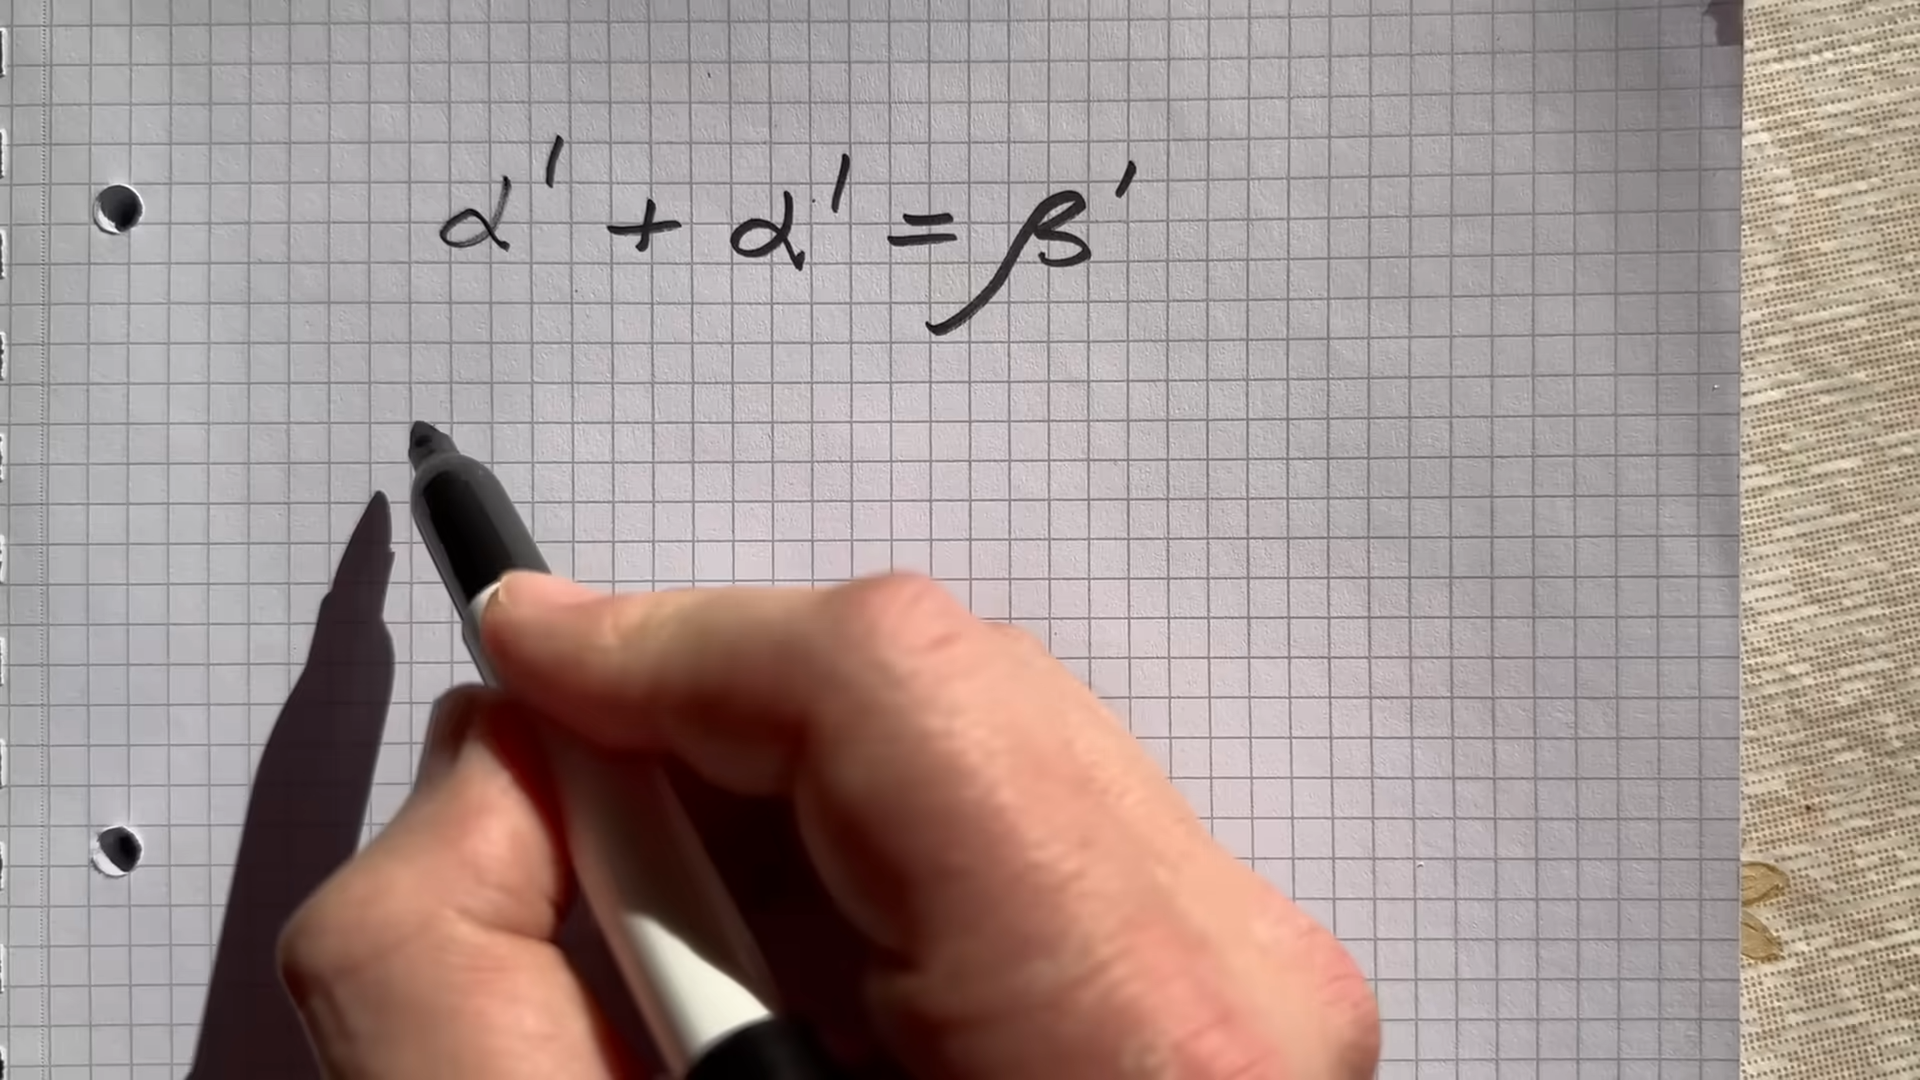 α' + α' = β'